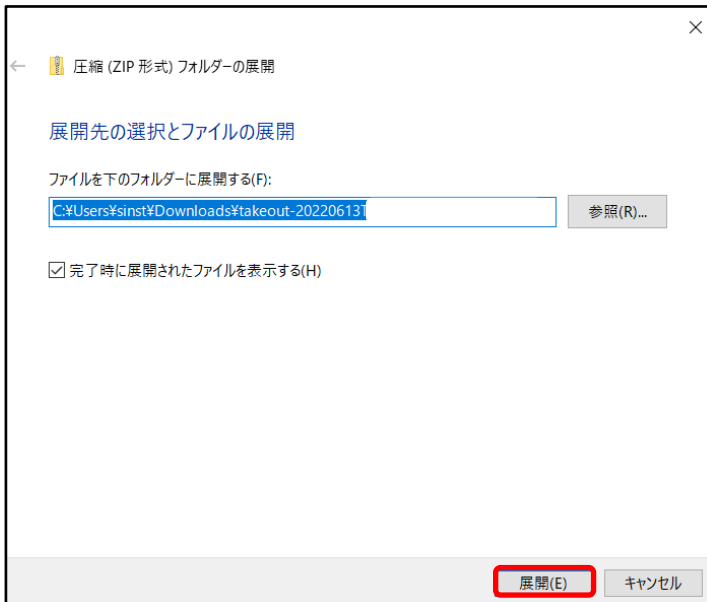 圧縮 (ZIP 形式) フォルダーの展開
展開先の選択とファイルの展開
ファイルを下のフォルダーに展開する(F):
C:¥Users¥sinst¥Downloads¥takeout-20220613T
参照(R)...
完了時に展開されたファイルを表示する(H)
展開(E)
キャンセル